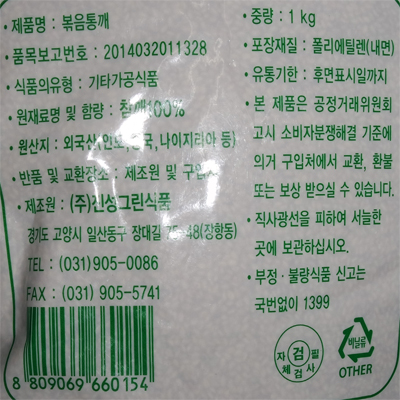 • 제품명 : 볶음통깨
• 품목보고번호 : 2014032011328
• 식품의유형 : 기타가공식품
• 원재료명 및 함량 : 참깨100%
• 원산지 : 외국산(인도,중국,나이지리아 등)
• 반품 및 교환장소 : 제조원 및 구입처
• 제조원 : (주)진성그린식품
경기도 고양시 일산동구 장대길 75-48(장항동)
TEL : (031)905-0086
FAX : (031) 905-5741
8 809069 660154
• 중량 : 1 kg
• 포장재질 : 폴리에틸렌(내면)
• 유통기한 : 후면표시일까지
• 본 제품은 공정거래위원회
고시 소비자분쟁해결 기준에
의거 구입처에서 교환, 환불
또는 보상 받으실 수 있습니다.
• 직사광선을 피하여 서늘한
곳에 보관하십시오.
• 부정·불량식품 신고는
국번없이 1399
자 검 필
체 검 사
비닐류
OTHER